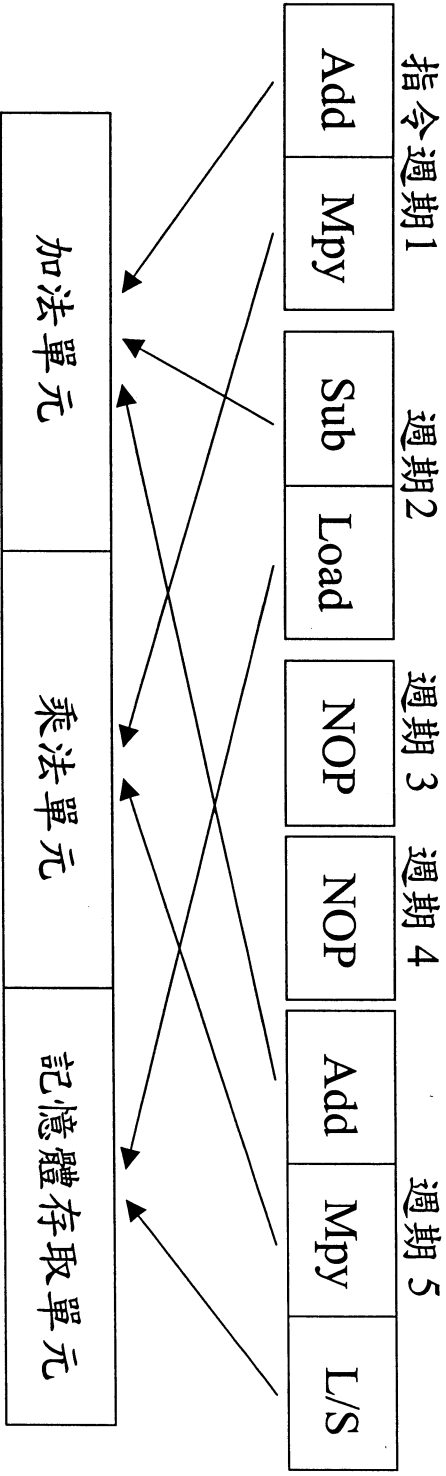 指令週期1
週期2
週期 3
週期 4
週期 5
Add
Mpy
Sub
Load
NOP
NOP
Add
Mpy
L/S
加法單元
乘法單元
記憶體存取單元